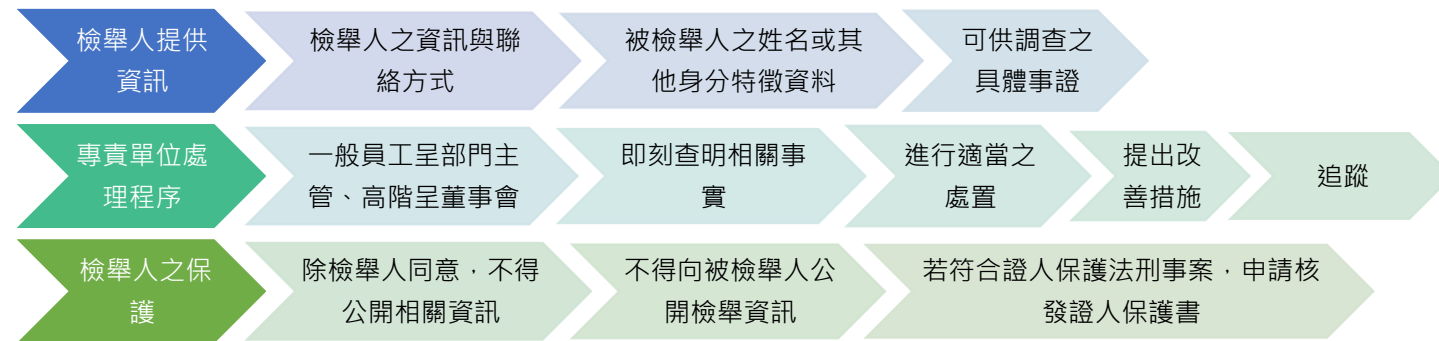 檢舉人提供
資訊
檢舉人之資訊與聯
絡方式
被檢舉人之姓名或其
他身分特徵資料
可供調查之
具體事證
專責單位處
理程序
一般員工呈部門主
管、高階呈董事會
即刻查明相關事
實
進行適當之
處置
提出改
善措施
追蹤
檢舉人之保
護
除檢舉人同意，不得
公開相關資訊
不得向被檢舉人公
開檢舉資訊
若符合證人保護法刑事案，申請核
發證人保護書